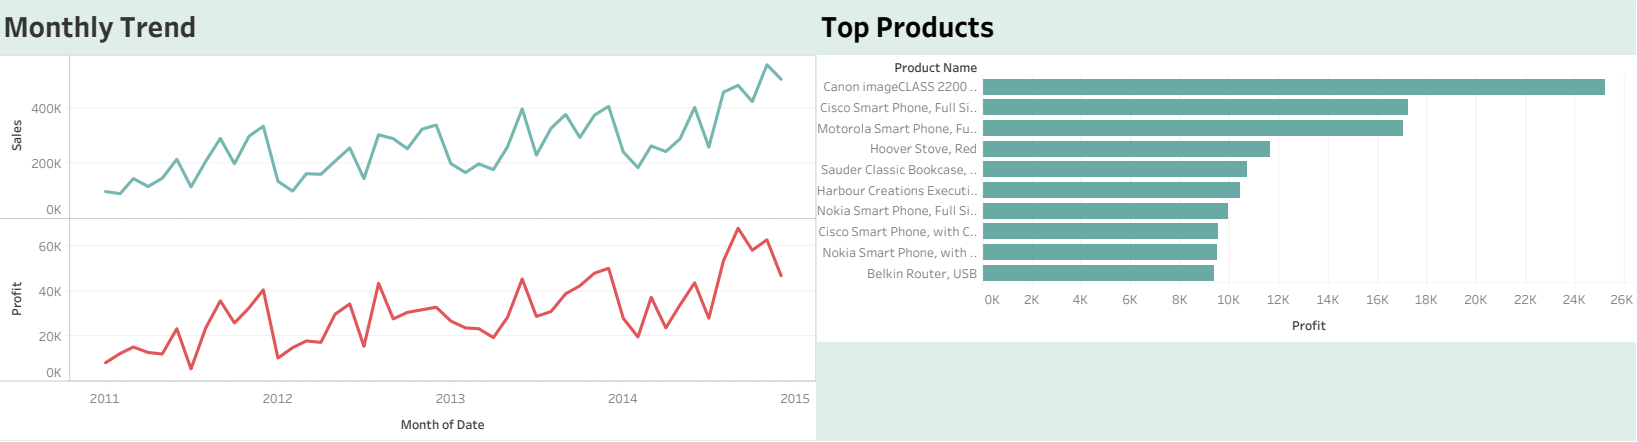 Monthly Trend
Sales
400K
200K
0K
Profit
60K
40K
20K
0K
2011 2012 2013 2014 2015
Month of Date
Top Products
Product Name
Canon imageCLASS 2200 ..
Cisco Smart Phone, Full Si..
Motorola Smart Phone, Fu..
Hoover Stove, Red
Sauder Classic Bookcase, ..
Harbour Creations Executi..
Nokia Smart Phone, Full Si..
Cisco Smart Phone, with C..
Nokia Smart Phone, with ..
Belkin Router, USB
0K 2K 4K 6K 8K 10K 12K 14K 16K 18K 20K 22K 24K 26K
Profit